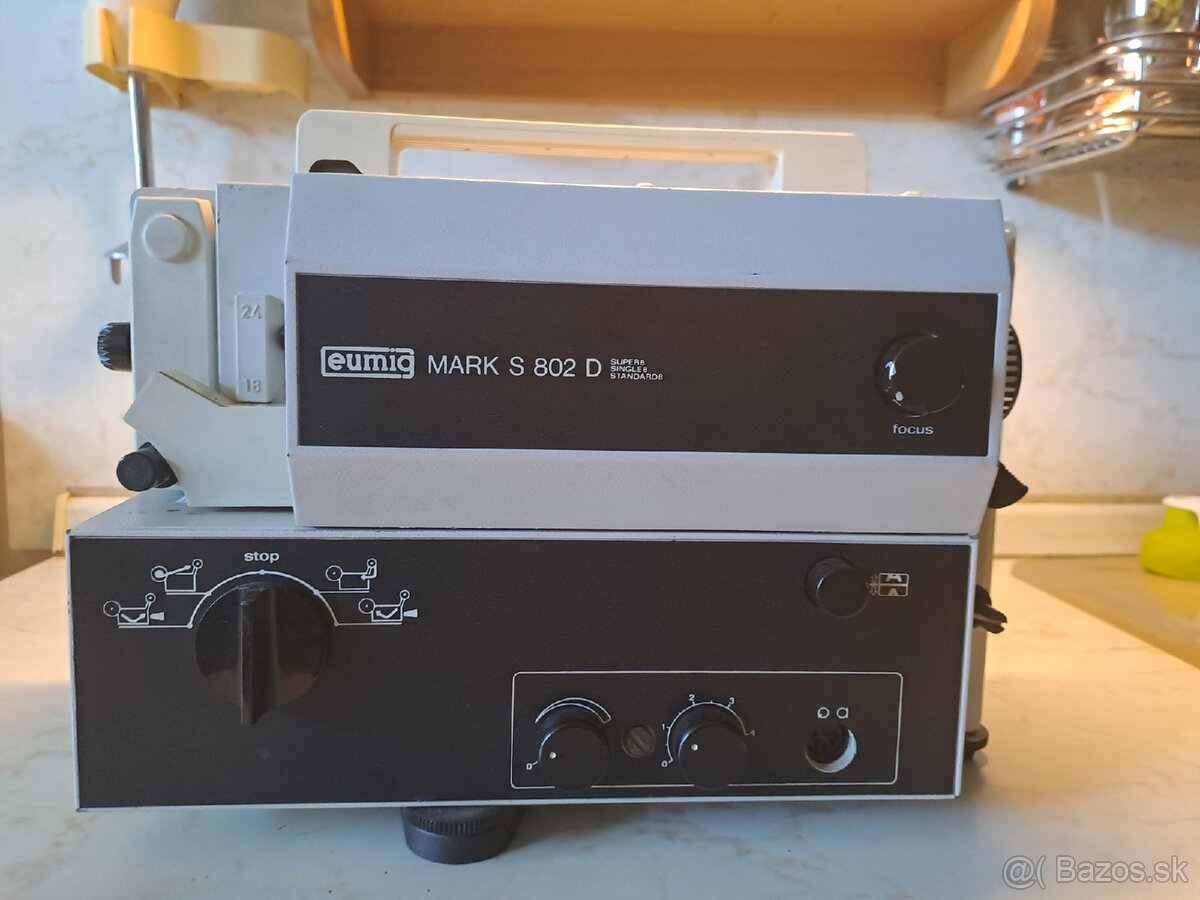 24
18
eumig MARK S 802 D
SUPER8
SINGLE8
STANDARD8
focus
stop
0
0 1 2 3 4
@( Bazos.sk